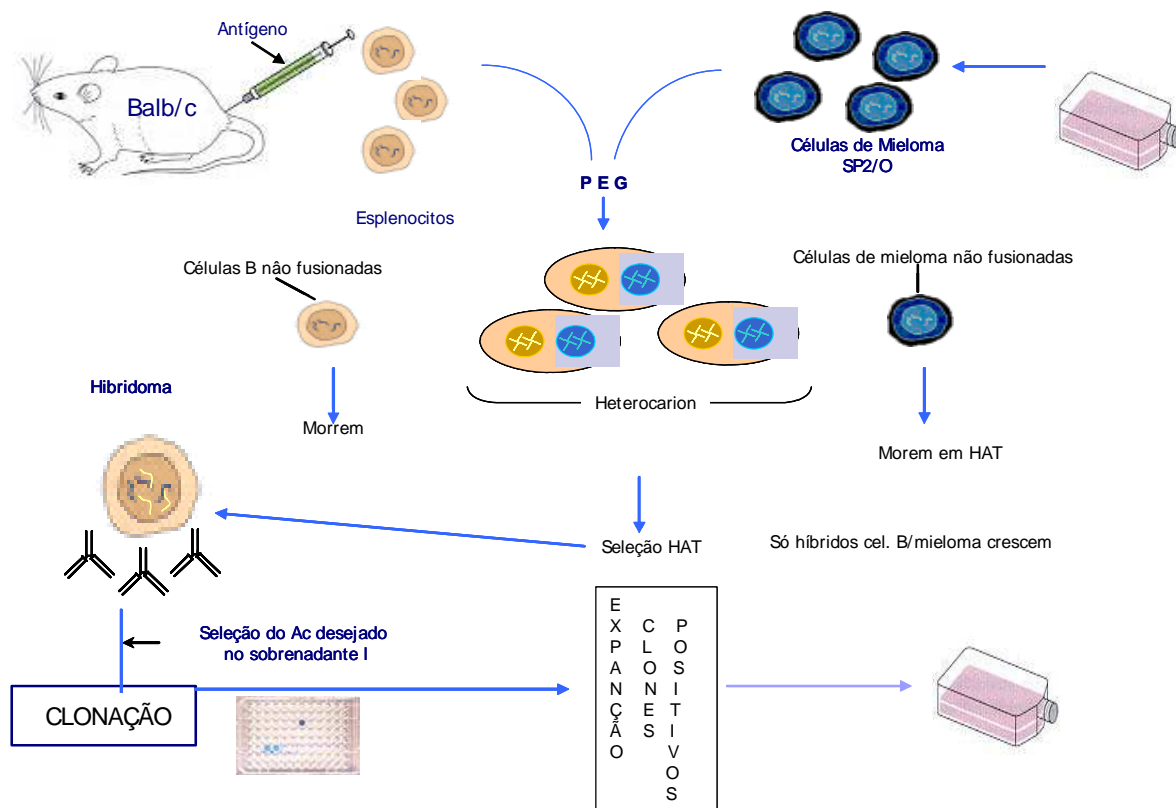 Antígeno
Balb/c
Células de Mieloma
SP2/O
P E G
Esplenocitos
Células B nâo fusionadas
Células de mieloma não fusionadas
Hibridoma
Heterocarion
Morrem
Morem em HAT
Seleção HAT
Só híbridos cel. B/mieloma crescem
Seleção do Ac desejado
no sobrenadante I
CLONAÇÃO
EXPANÇÃO
CLONES
POSITIVOS